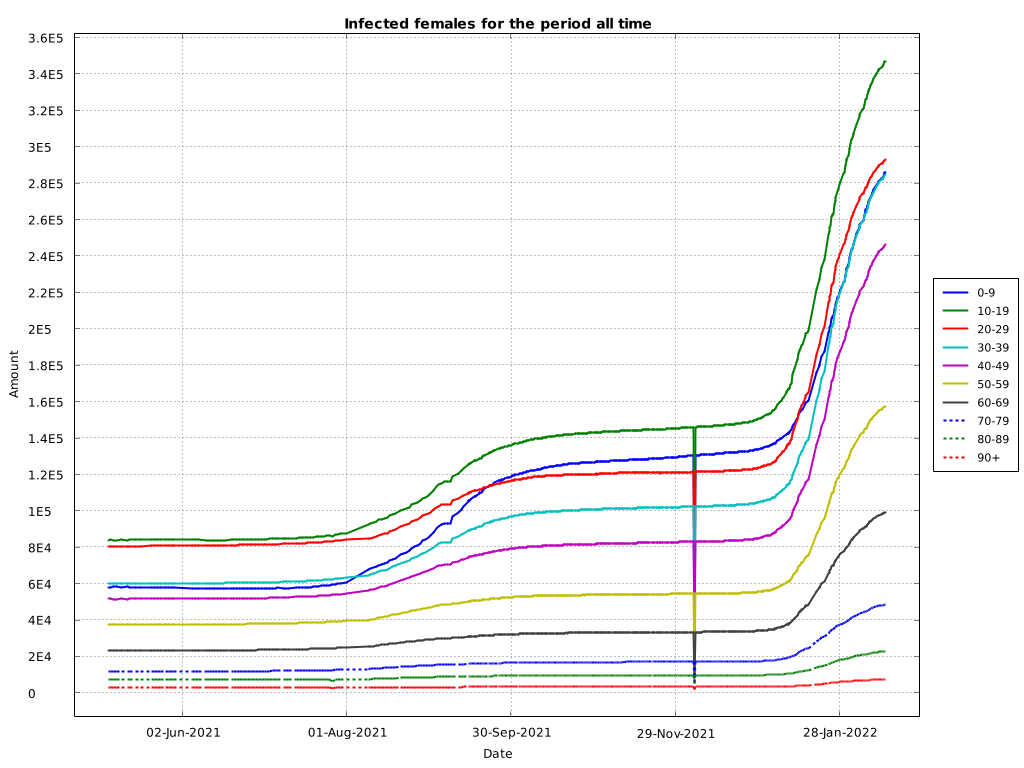 Infected females for the period all time
3.6E5
3.4E5
3.2E5
3E5
2.8E5
2.6E5
2.4E5
2.2E5
2E5
1.8E5
1.6E5
1.4E5
1.2E5
1E5
8E4
6E4
4E4
2E4
0
Amount
02-Jun-2021
01-Aug-2021
30-Sep-2021
29-Nov-2021
28-Jan-2022
Date
0-9
10-19
20-29
30-39
40-49
50-59
60-69
70-79
80-89
90+